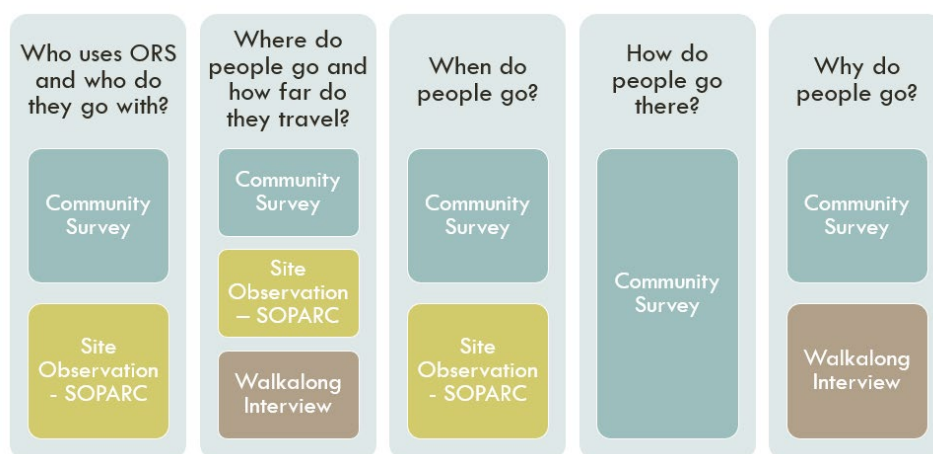 Who uses ORS
and who do
they go with?
Community
Survey
Site
Observation
- SOPARC
Where do
people go and
how far do
they travel?
Community
Survey
Site
Observation
– SOPARC
Walkalong
Interview
When do
people go?
Community
Survey
Site
Observation
- SOPARC
How do
people go
there?
Community
Survey
Why do
people go?
Community
Survey
Walkalong
Interview